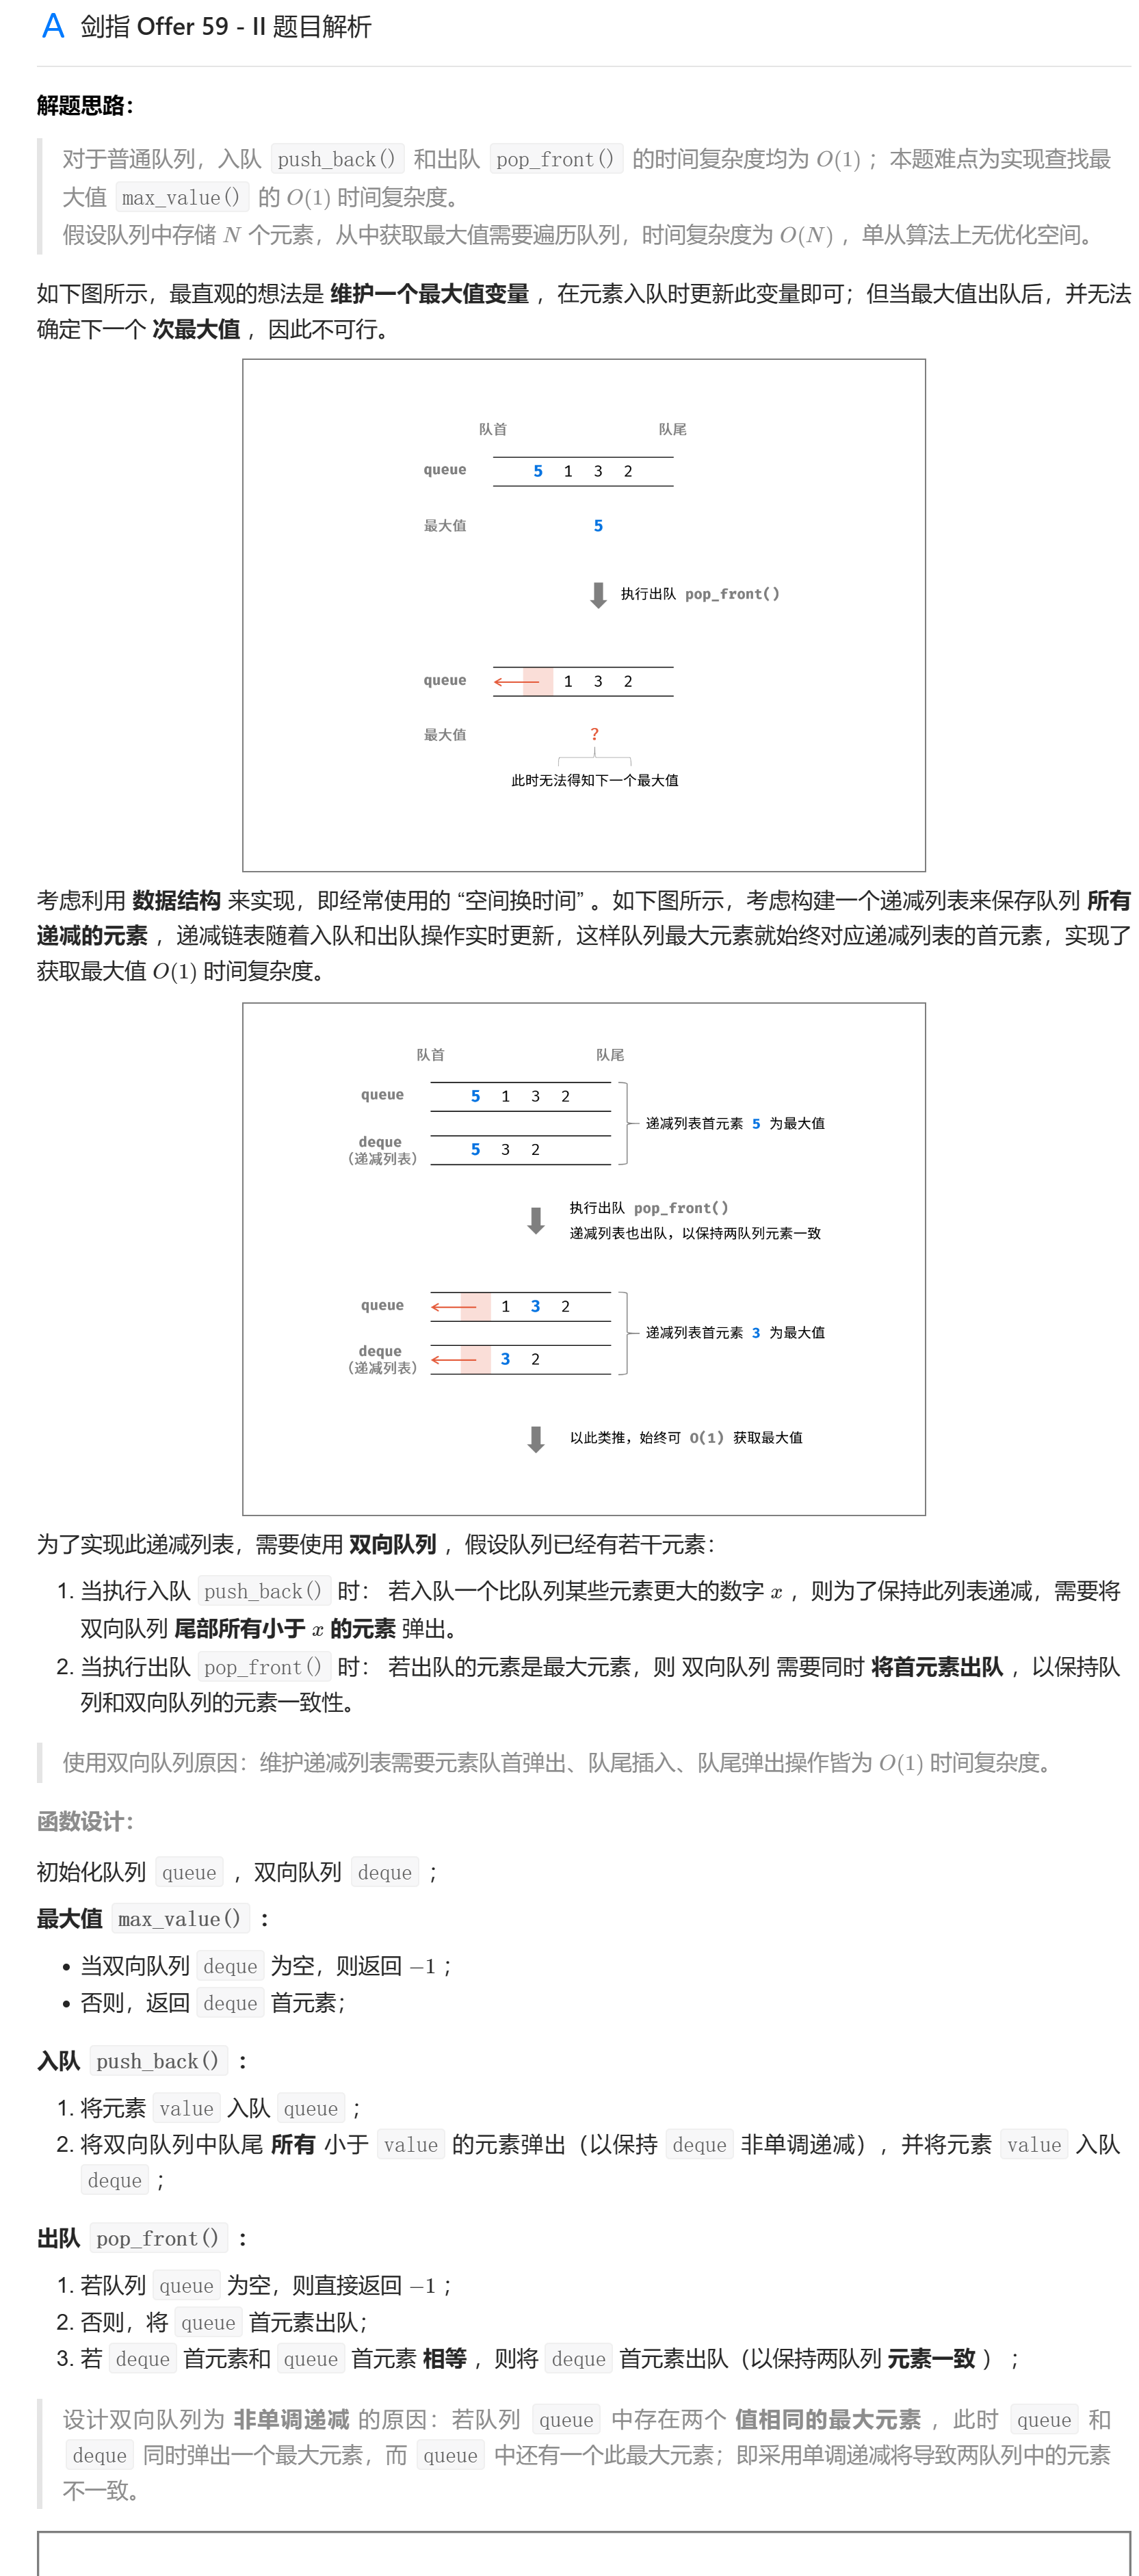 剑指 Offer 59 - II 题目解析
解题思路：
对于普通队列，入队 push_back() 和出队 pop_front() 的时间复杂度均为 O(1) ；本题难点为实现查找最
大值 max_value() 的 O(1) 时间复杂度。
假设队列中存储 N 个元素，从中获取最大值需要遍历队列，时间复杂度为 O(N) ，单从算法上无优化空间。
如下图所示，最直观的想法是 维护一个最大值变量 ，在元素入队时更新此变量即可；但当最大值出队后，并无法
确定下一个 次最大值 ，因此不可行。
队首 队尾
queue 5 1 3 2
最大值 5
执行出队 pop_front()
queue 1 3 2
最大值 ?
此时无法得知下一个最大值
考虑利用 数据结构 来实现，即经常使用的 “空间换时间” 。如下图所示，考虑构建一个递减列表来保存队列 所有
递减的元素 ，递减链表随着入队和出队操作实时更新，这样队列最大元素就始终对应递减列表的首元素，实现了
获取最大值 O(1) 时间复杂度。
队首 队尾
queue 5 1 3 2
递减列表首元素 5 为最大值
deque 5 3 2
（递减列表）
执行出队 pop_front()
递减列表也出队，以保持两队列元素一致
queue 1 3 2
递减列表首元素 3 为最大值
deque 3 2
（递减列表）
以此类推，始终可 O(1) 获取最大值
为了实现此递减列表，需要使用 双向队列 ，假设队列已经有若干元素：
1. 当执行入队 push_back() 时： 若入队一个比队列某些元素更大的数字 x ，则为了保持此列表递减，需要将
双向队列 尾部所有小于 x 的元素 弹出。
2. 当执行出队 pop_front() 时： 若出队的元素是最大元素，则 双向队列 需要同时 将首元素出队 ，以保持队
列和双向队列的元素一致性。
使用双向队列原因：维护递减列表需要元素队首弹出、队尾插入、队尾弹出操作皆为 O(1) 时间复杂度。
函数设计：
初始化队列 queue ，双向队列 deque ；
最大值 max_value() ：
• 当双向队列 deque 为空，则返回 −1 ；
• 否则，返回 deque 首元素；
入队 push_back() ：
1. 将元素 value 入队 queue ；
2. 将双向队列中队尾 所有 小于 value 的元素弹出（以保持 deque 非单调递减），并将元素 value 入队
deque ；
出队 pop_front() ：
1. 若队列 queue 为空，则直接返回 −1 ；
2. 否则，将 queue 首元素出队；
3. 若 deque 首元素和 queue 首元素 相等 ，则将 deque 首元素出队（以保持两队列 元素一致 ） ；
设计双向队列为 非单调递减 的原因：若队列 queue 中存在两个 值相同的最大元素 ，此时 queue 和
deque 同时弹出一个最大元素，而 queue 中还有一个此最大元素；即采用单调递减将导致两队列中的元素
不一致。